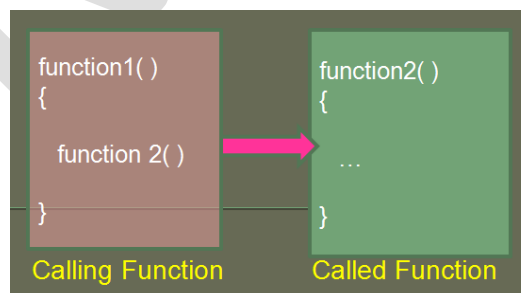 function1( )
{
function 2( )
}
Calling Function
function2( )
{
...
}
Called Function